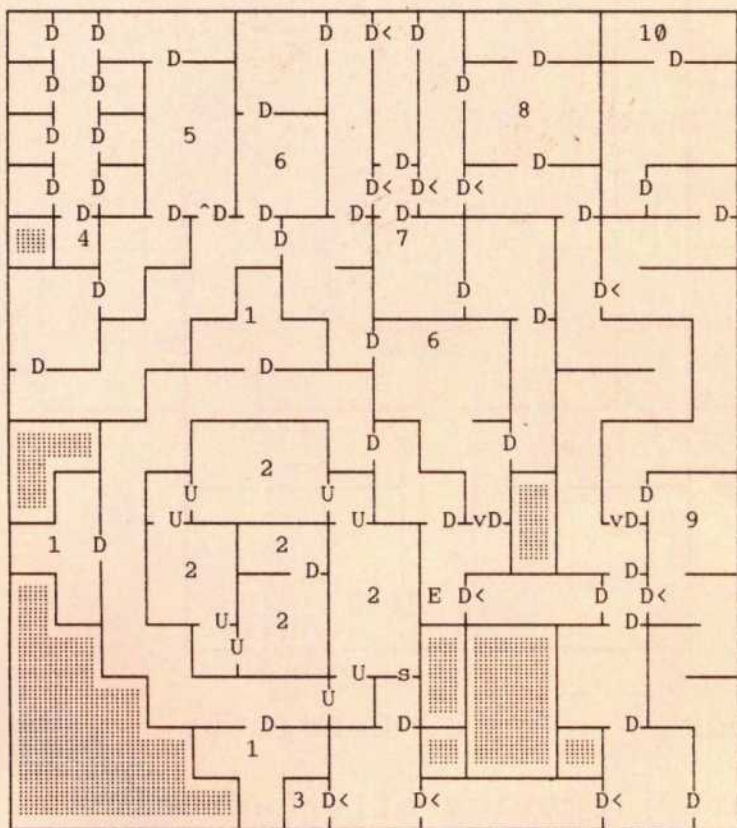 D D D D< D 10
D D D
D D D 8
D
D D 5
6 D D
D D D< D< D< D
D D ^D D D D D D
4 D 7
D D D<
1 D
D 6
D D
D D
2
U U D
U U D vD vD 9
1 D 2
2 D D
2 2 E D< D D<
U D
U
U s
U
D D D
1
3 D< D< D< D